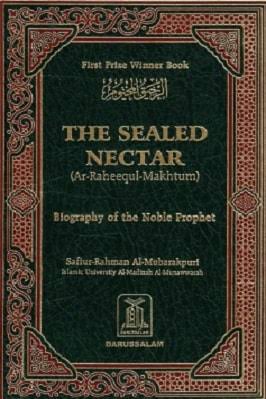 First Prize Winner Book
الرحيق المختوم
THE SEALED
NECTAR
(Ar-Raheequl-Makhtum)
Biography of the Noble Prophet
Safiur-Rahman Al-Mubarakpuri
Islamic University Al-Madinah Al-Munawwarah
DARUSSALAM